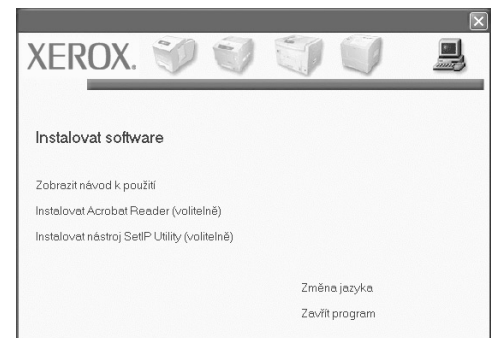 XEROX.
Instalovat software
Zobrazit návod k použití
Instalovat Acrobat Reader (volitelně)
Instalovat nástroj SetIP Utility (volitelně)
Změna jazyka
Zavřít program